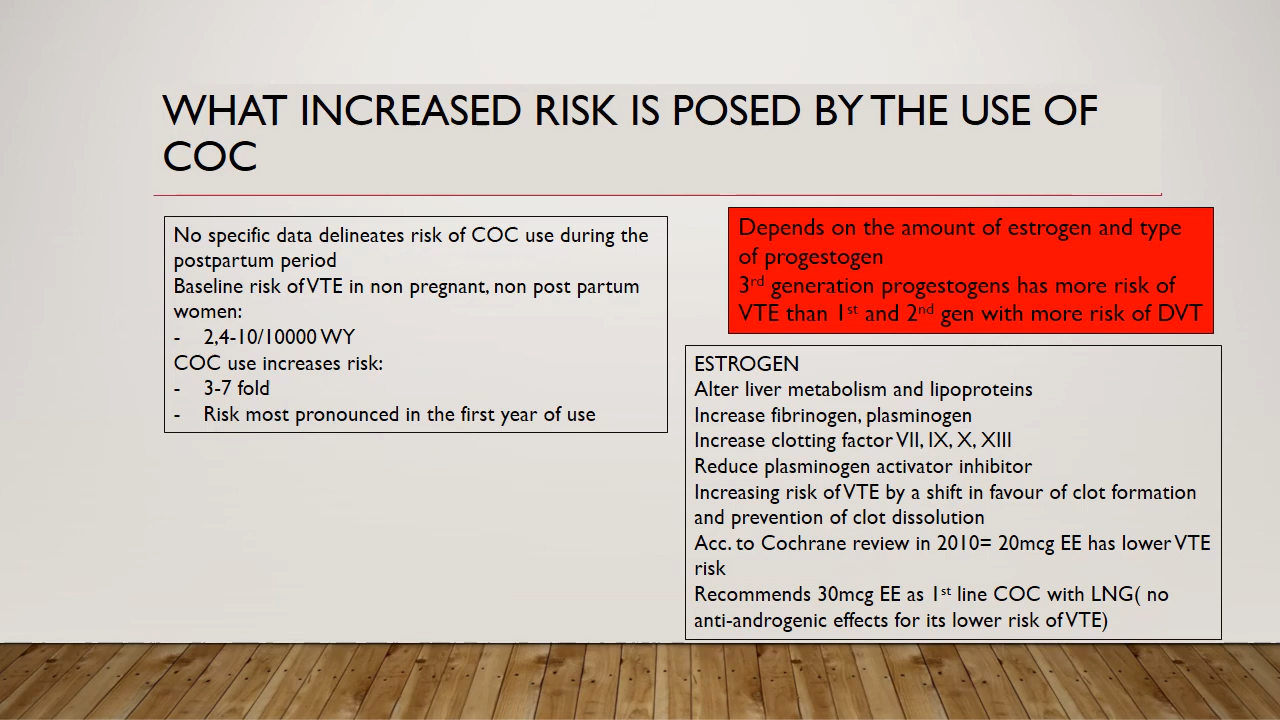 WHAT INCREASED RISK IS POSED BY THE USE OF
COC
No specific data delineates risk of COC use during the
postpartum period
Baseline risk of VTE in non pregnant, non post partum
women:
- 2,4-10/10000 WY
COC use increases risk:
- 3-7 fold
- Risk most pronounced in the first year of use
Depends on the amount of estrogen and type
of progestogen
3rd generation progestogens has more risk of
VTE than 1st and 2nd gen with more risk of DVT
ESTROGEN
Alter liver metabolism and lipoproteins
Increase fibrinogen, plasminogen
Increase clotting factor VII, IX, X, XIII
Reduce plasminogen activator inhibitor
Increasing risk of VTE by a shift in favour of clot formation
and prevention of clot dissolution
Acc. to Cochrane review in 2010= 20mcg EE has lower VTE
risk
Recommends 30mcg EE as 1st line COC with LNG( no
anti-androgenic effects for its lower risk of VTE)